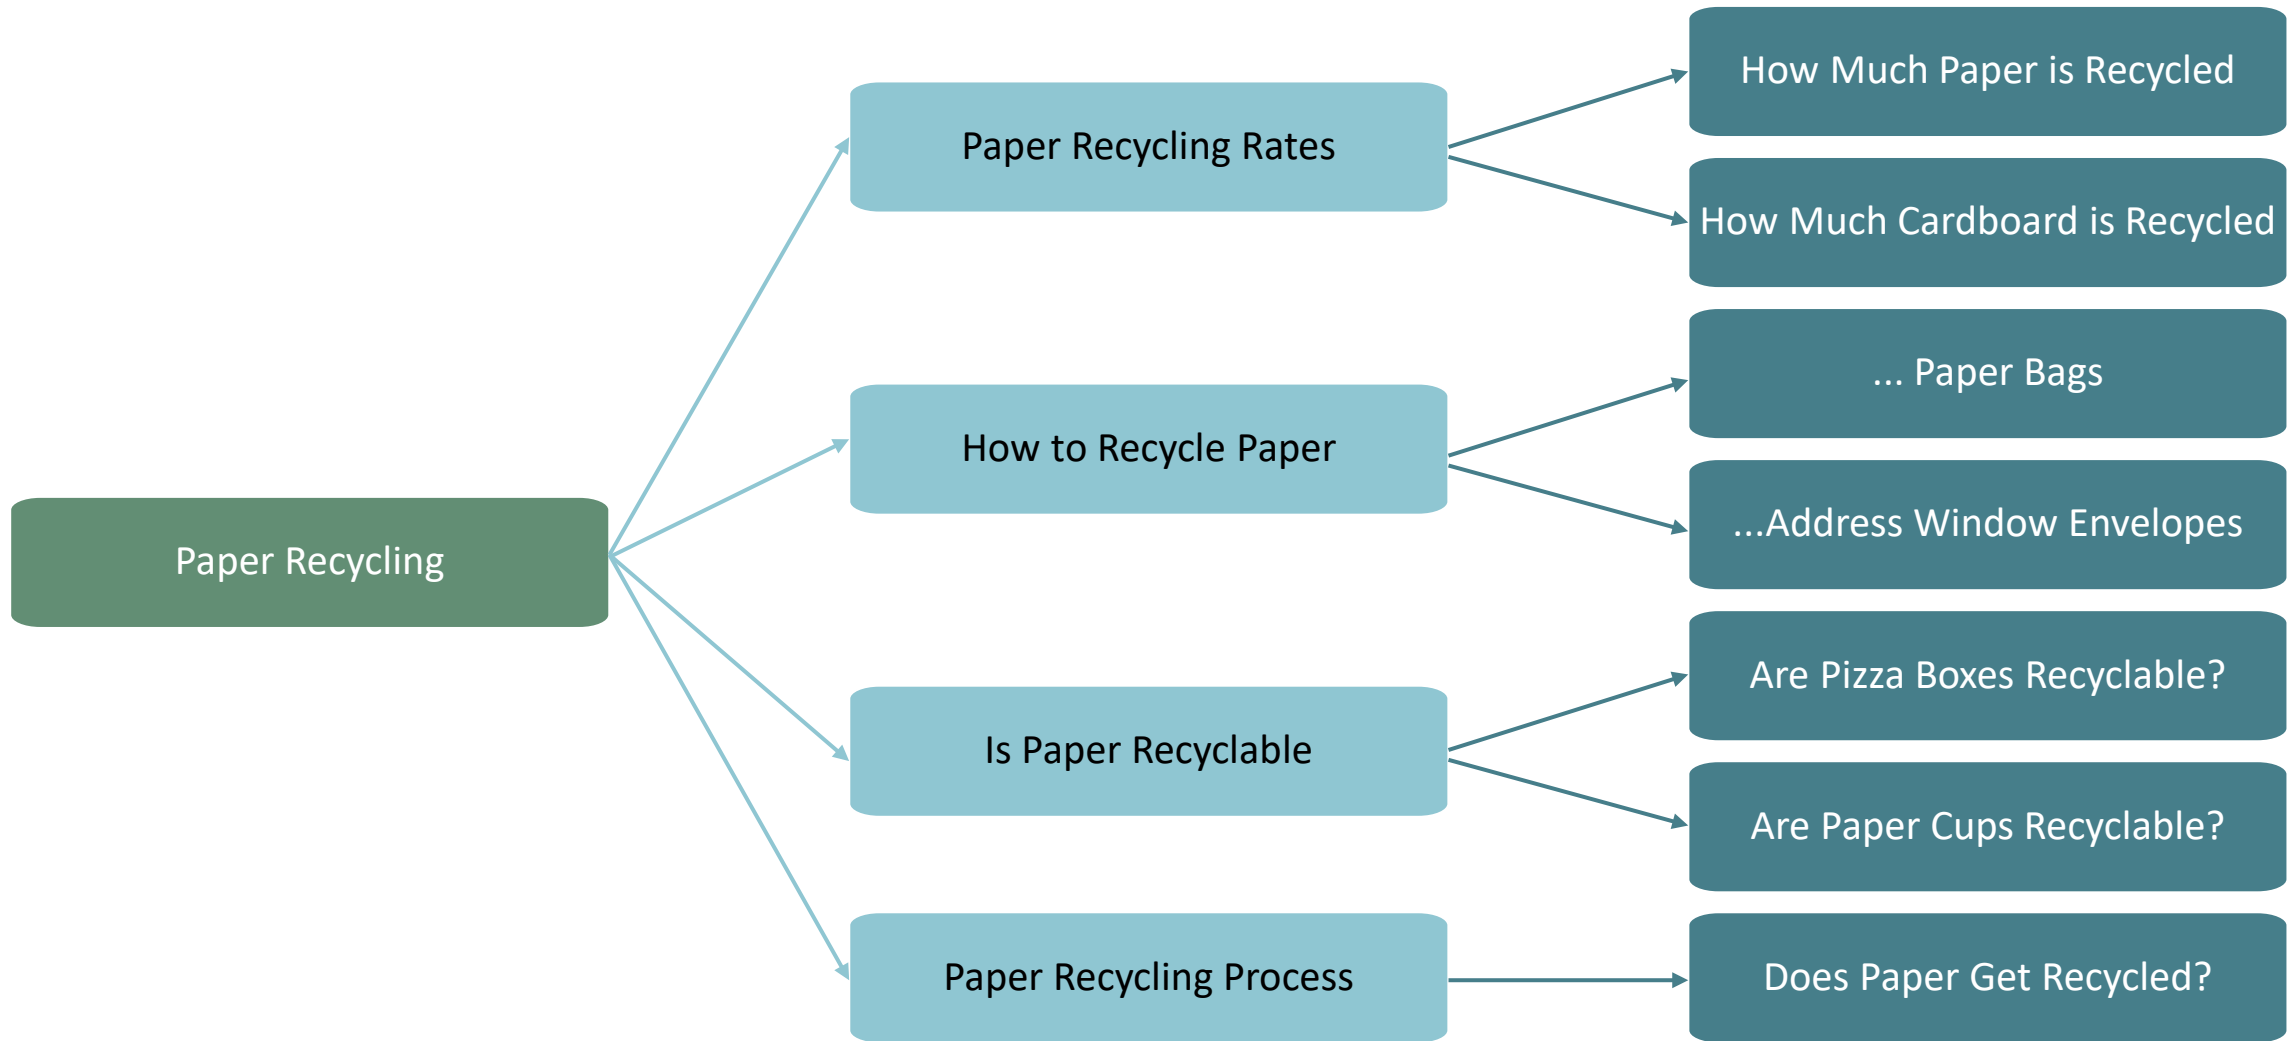 Paper Recycling
Paper Recycling Rates
How Much Paper is Recycled
How Much Cardboard is Recycled
How to Recycle Paper
... Paper Bags
...Address Window Envelopes
Is Paper Recyclable
Are Pizza Boxes Recyclable?
Are Paper Cups Recyclable?
Paper Recycling Process
Does Paper Get Recycled?